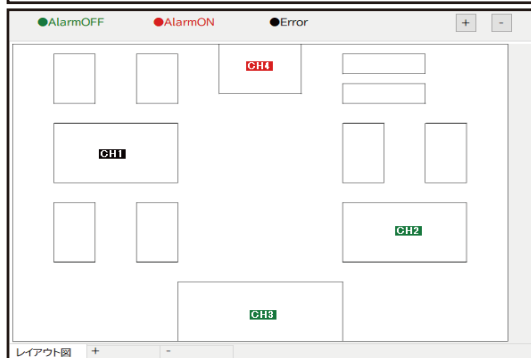 ●AlarmOFF ●AlarmON ●Error + -
CH4
CH1
CH2
CH3
レイアウト図 + -